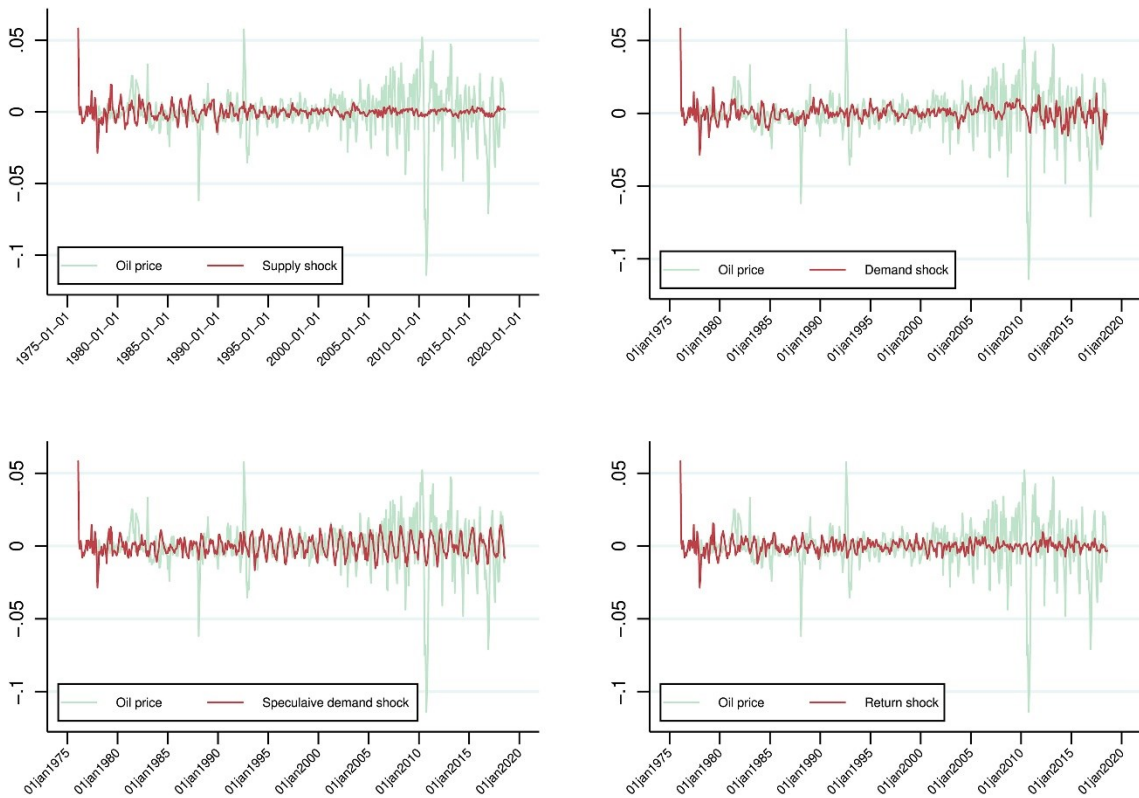 .05
0
-.05
-.1
Oil price Supply shock
1975-01-01 1980-01-01 1985-01-01 1990-01-01 1995-01-01 2000-01-01 2005-01-01 2010-01-01 2015-01-01 2020-01-01
.05
0
-.05
-.1
Oil price Demand shock
01jan1975 01jan1980 01jan1985 01jan1990 01jan1995 01jan2000 01jan2005 01jan2010 01jan2015 01jan2020
.05
0
-.05
-.1
Oil price Speculaive demand shock
01jan1975 01jan1980 01jan1985 01jan1990 01jan1995 01jan2000 01jan2005 01jan2010 01jan2015 01jan2020
.05
0
-.05
-.1
Oil price Return shock
01jan1975 01jan1980 01jan1985 01jan1990 01jan1995 01jan2000 01jan2005 01jan2010 01jan2015 01jan2020